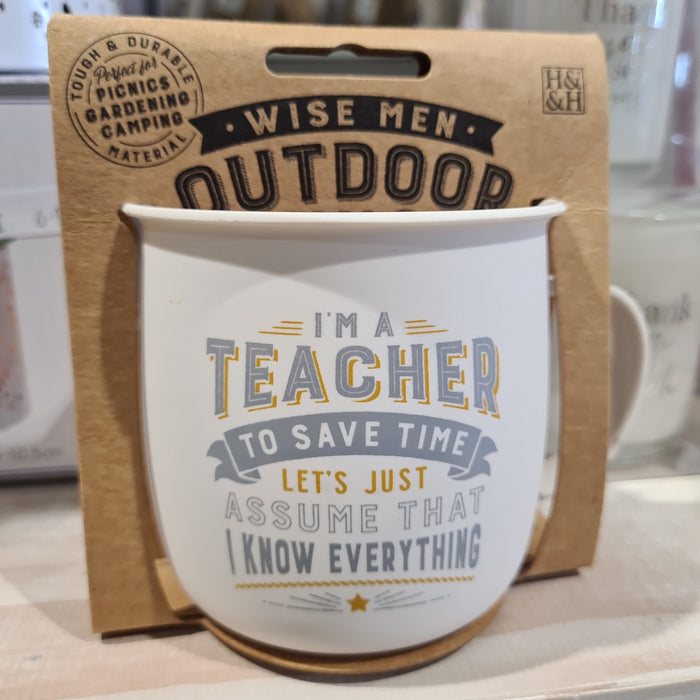 TOUGH & DURABLE
Perfect for
PICNICS
GARDENING
CAMPING
MATERIAL
H&
&H
WISE MEN
OUTDOOR
I'M A
TEACHER
TO SAVE TIME
LET'S JUST
ASSUME THAT
I KNOW EVERYTHING